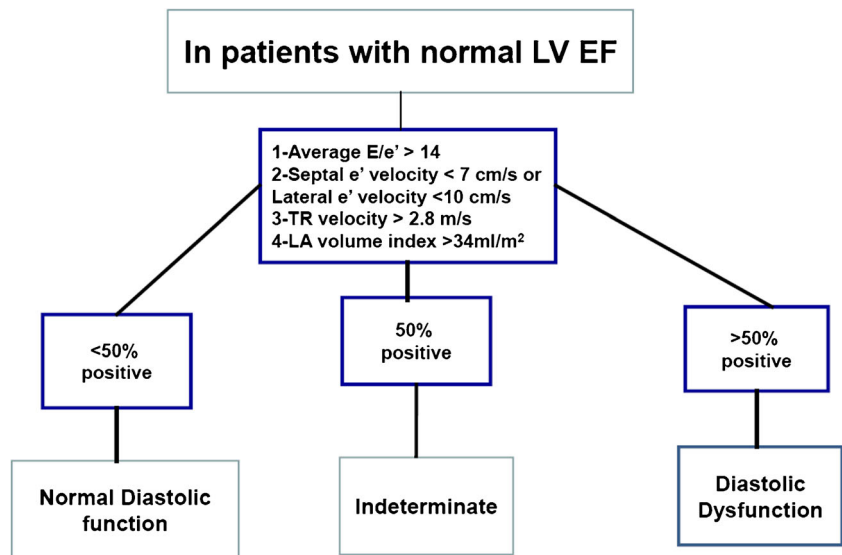 In patients with normal LV EF
1-Average E/e’ > 14
2-Septal e’ velocity < 7 cm/s or
Lateral e’ velocity <10 cm/s
3-TR velocity > 2.8 m/s
4-LA volume index >34ml/m²
<50%
positive
50%
positive
>50%
positive
Normal Diastolic
function
Indeterminate
Diastolic
Dysfunction